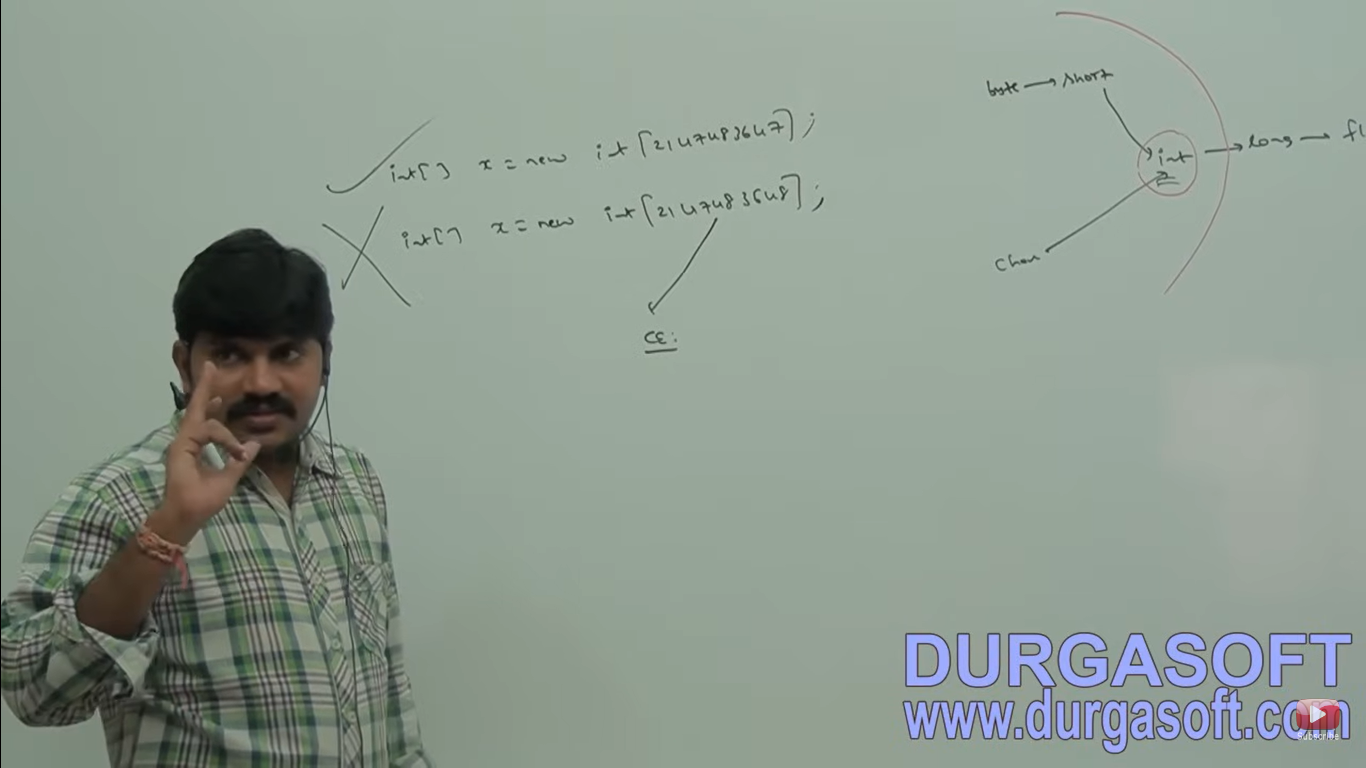 int[] x = new int[2147483647];
int[] x = new int[2147483648];
CE:
byte → short
int
→ long → fl
char
DURGASOFT
www.durgasoft.com
Subscribe